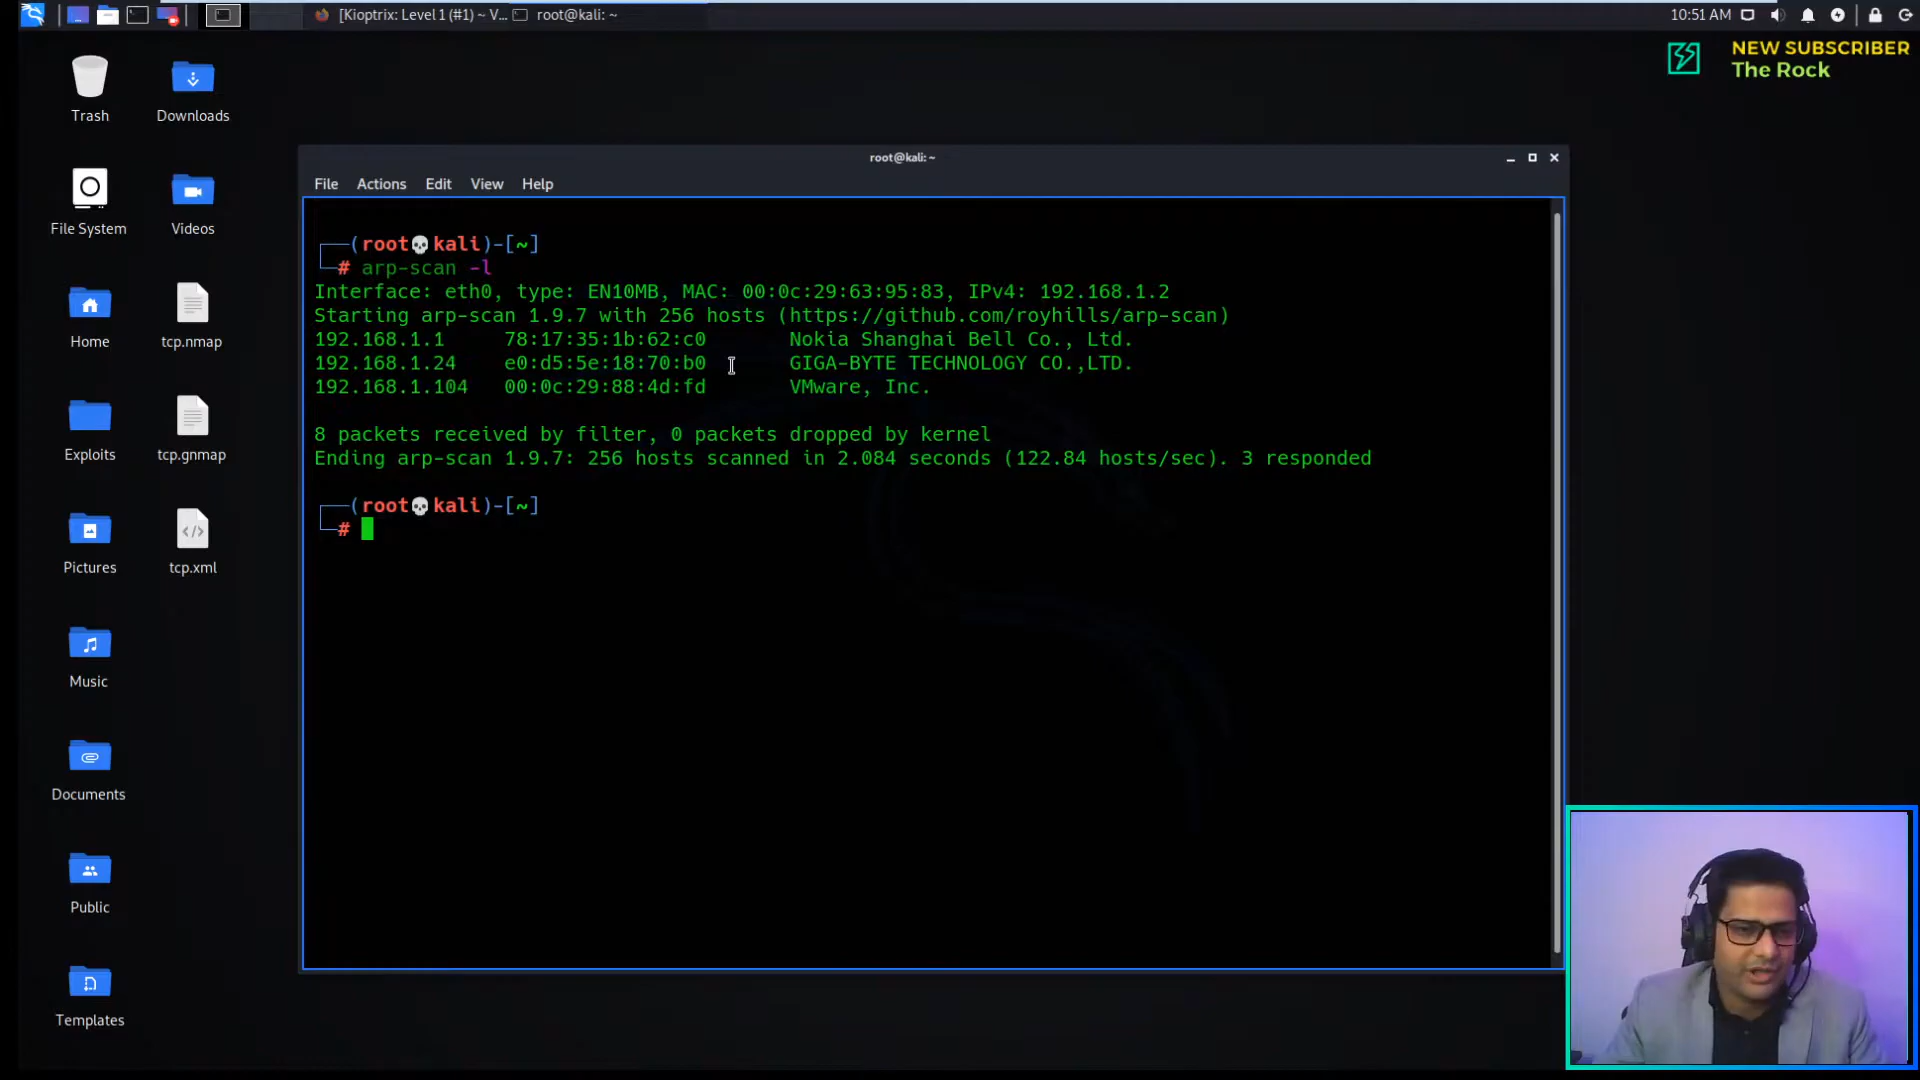 [Kioptrix: Level 1 (#1) ~ V...
root@kali: ~
10:51 AM
NEW SUBSCRIBER
The Rock
Trash
Downloads
File System
Videos
Home
tcp.nmap
Exploits
tcp.gnmap
Pictures
tcp.xml
Music
Documents
Public
Templates
root@kali: ~
File Actions Edit View Help
┌──(root💀kali)-[~]
└─# arp-scan -l
Interface: eth0, type: EN10MB, MAC: 00:0c:29:63:95:83, IPv4: 192.168.1.2
Starting arp-scan 1.9.7 with 256 hosts (https://github.com/royhills/arp-scan)
192.168.1.1 78:17:35:1b:62:c0 Nokia Shanghai Bell Co., Ltd.
192.168.1.24 e0:d5:5e:18:70:b0 GIGA-BYTE TECHNOLOGY CO.,LTD.
192.168.1.104 00:0c:29:88:4d:fd VMware, Inc.
8 packets received by filter, 0 packets dropped by kernel
Ending arp-scan 1.9.7: 256 hosts scanned in 2.084 seconds (122.84 hosts/sec). 3 responded
┌──(root💀kali)-[~]
└─#